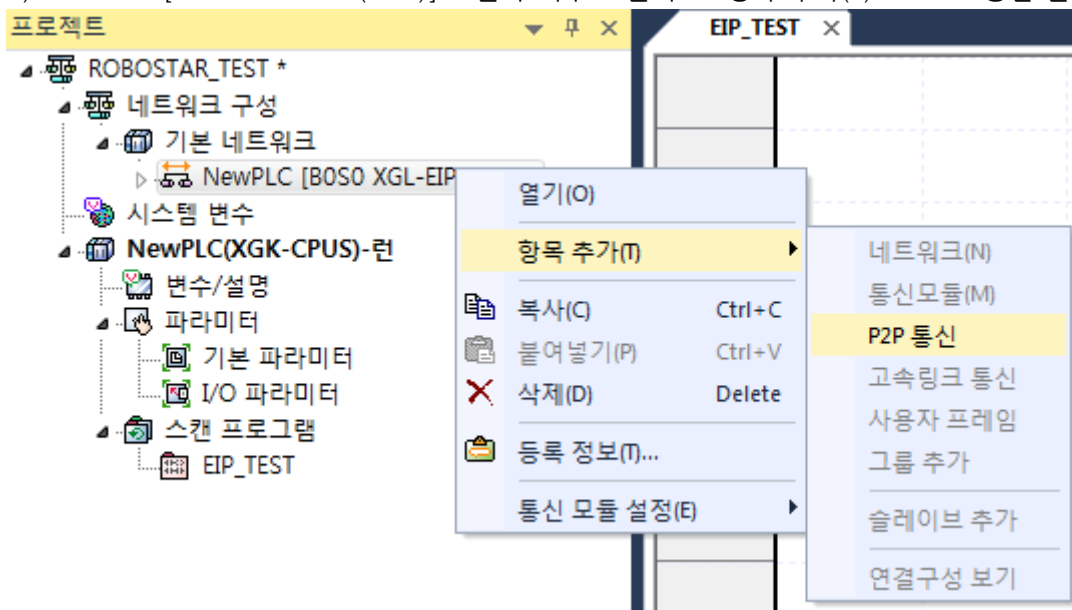 프로젝트
EIP_TEST
ROBOSTAR_TEST *
네트워크 구성
기본 네트워크
NewPLC [B0S0 XGL-EIP
시스템 변수
NewPLC(XGK-CPUS)-런
변수/설명
파라미터
기본 파라미터
I/O 파라미터
스캔 프로그램
EIP_TEST
열기(O)
항목 추가(T)
복사(C) Ctrl+C
붙여넣기(P) Ctrl+V
삭제(D) Delete
등록 정보(T)...
통신 모듈 설정(E)
네트워크(N)
통신모듈(M)
P2P 통신
고속링크 통신
사용자 프레임
그룹 추가
슬레이브 추가
연결구성 보기